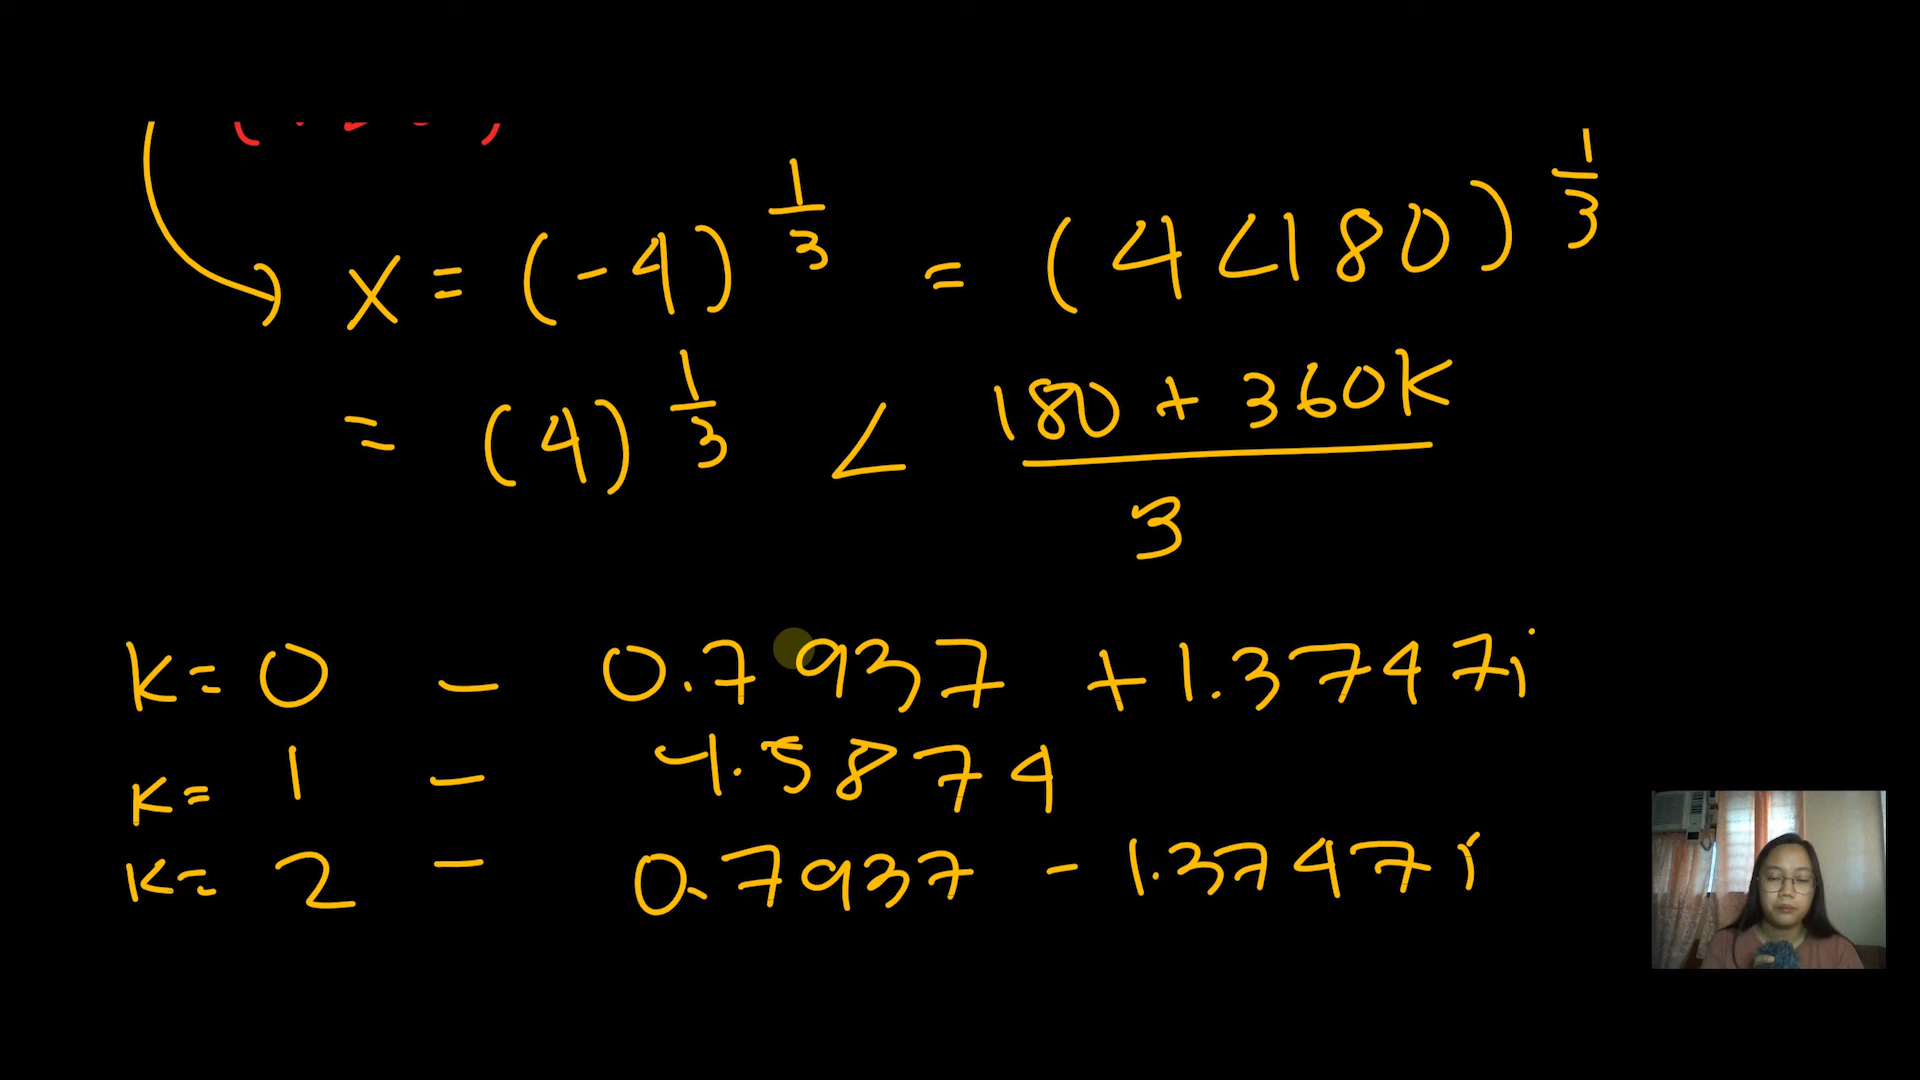 x = (-4)^{1/3} = (4∠180)^{1/3}
= (4)^{1/3} ∠ \frac{180 + 360K}{3}
K = 0 - 0.7937 + 1.3747i
K = 1 - 1.5874
K = 2 - 0.7937 - 1.3747i